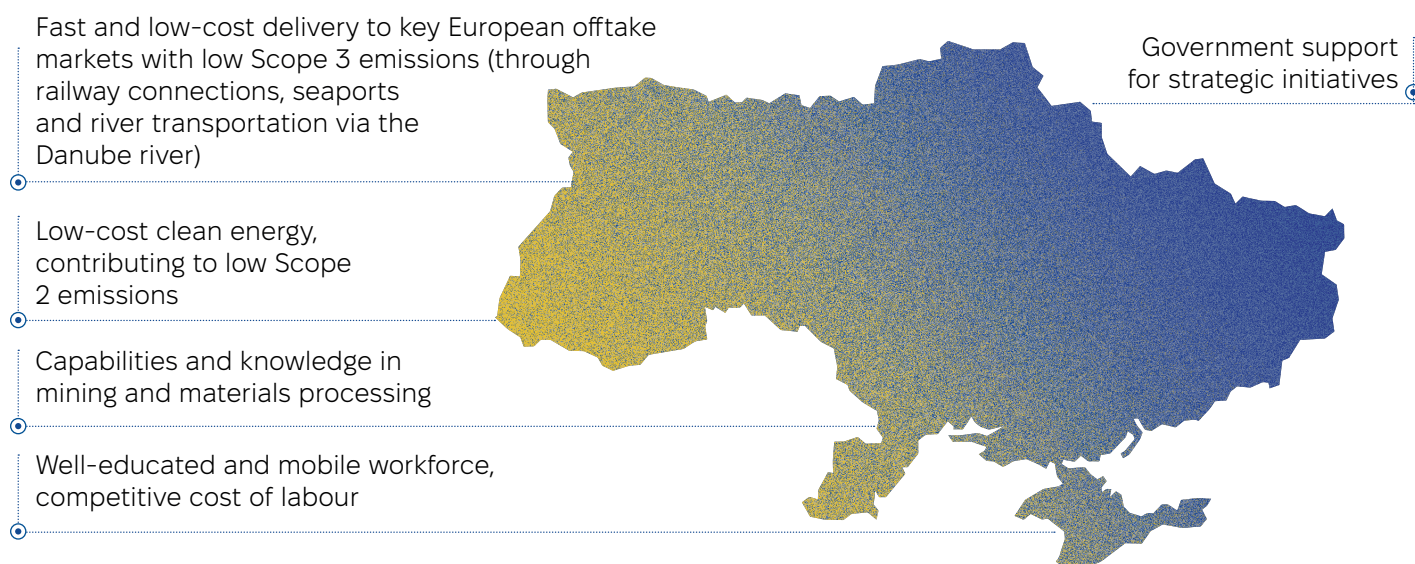 Fast and low-cost delivery to key European offtake
markets with low Scope 3 emissions (through
railway connections, seaports
and river transportation via the
Danube river)
Low-cost clean energy,
contributing to low Scope
2 emissions
Capabilities and knowledge in
mining and materials processing
Well-educated and mobile workforce,
competitive cost of labour
Government support
for strategic initiatives